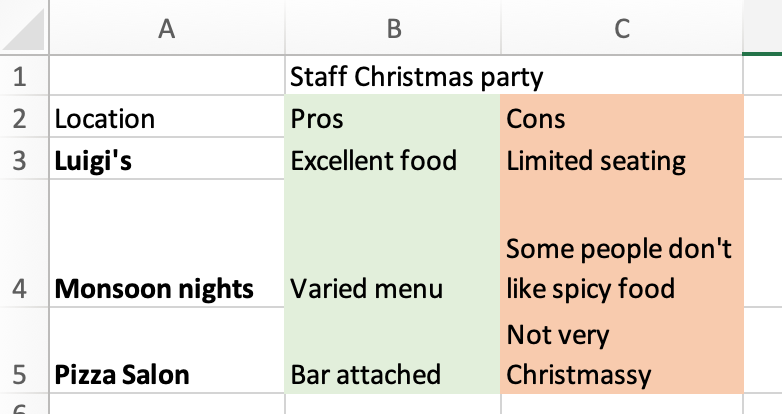 A B C
1 Staff Christmas party
2 Location Pros Cons
3 Luigi's Excellent food Limited seating
Some people don't
4 Monsoon nights Varied menu like spicy food
Not very
5 Pizza Salon Bar attached Christmassy
6